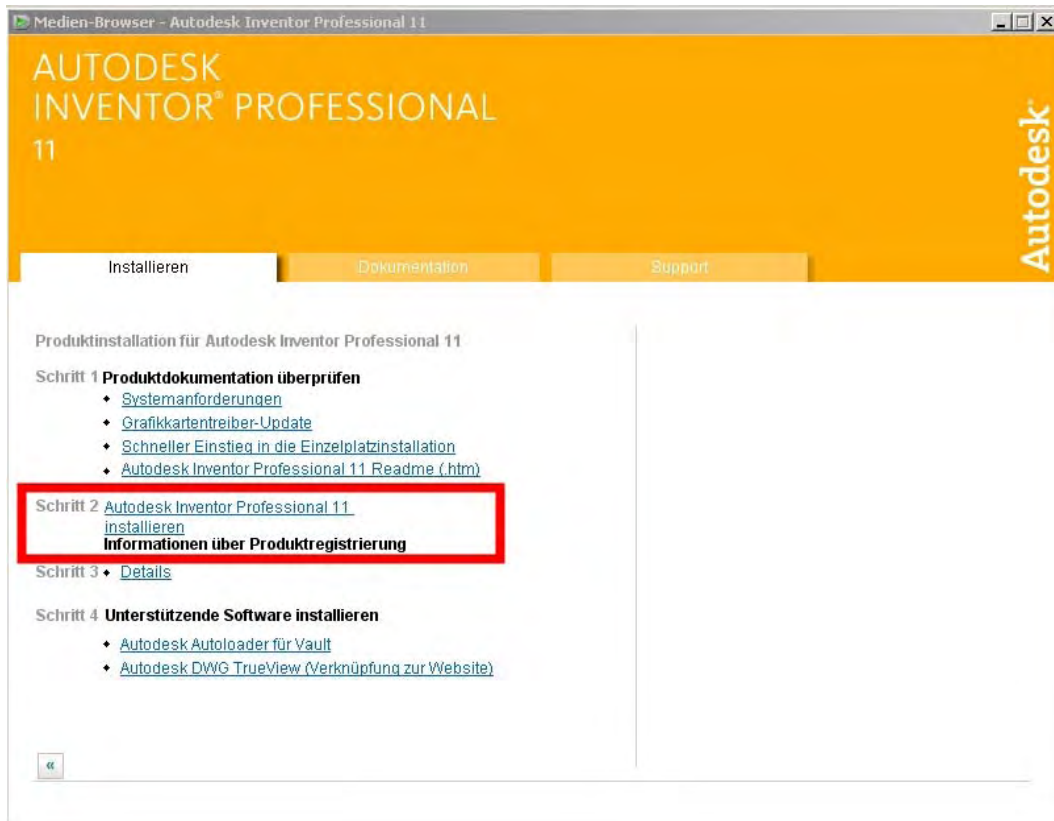 Medien-Browser - Autodesk Inventor Professional 11
AUTODESK
INVENTOR® PROFESSIONAL
11
Autodesk
Installieren Dokumentation Support
Produktinstallation für Autodesk Inventor Professional 11
Schritt 1 Produktdokumentation überprüfen
Systemanforderungen
Grafikkartentreiber-Update
Schneller Einstieg in die Einzelplatzinstallation
Autodesk Inventor Professional 11 Readme (.htm)
Schritt 2 Autodesk Inventor Professional 11
installieren
Informationen über Produktregistrierung
Schritt 3 Details
Schritt 4 Unterstützende Software installieren
Autodesk Autoloader für Vault
Autodesk DWG TrueView (Verknüpfung zur Website)
«